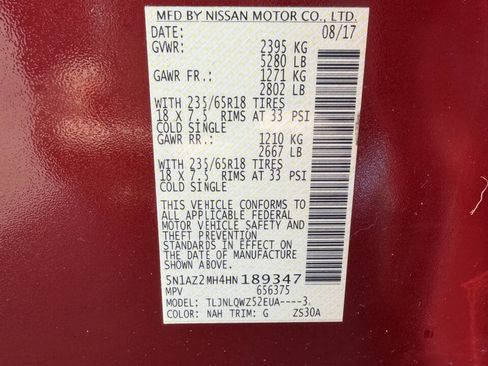 MFD BY NISSAN MOTOR CO., LTD.
DATE: 08/17
GVWR: 2395 KG
5280 LB
GAWR FR.: 1271 KG
2802 LB
WITH 235/65R18 TIRES
18 X 7.5 RIMS AT 33 PSI
COLD SINGLE
GAWR RR.: 1210 KG
2667 LB
WITH 235/65R18 TIRES
18 X 7.5 RIMS AT 33 PSI
COLD SINGLE
THIS VEHICLE CONFORMS TO
ALL APPLICABLE FEDERAL
MOTOR VEHICLE SAFETY AND
THEFT PREVENTION
STANDARDS IN EFFECT ON
THE DATE OF MANUFACTURE
SHOWN ABOVE.
5N1AZ2MH4HN189347
MPV 656375
MODEL: TLJNLQWZ52EUA----3.
COLOR: NAH TRIM: G ZS30A